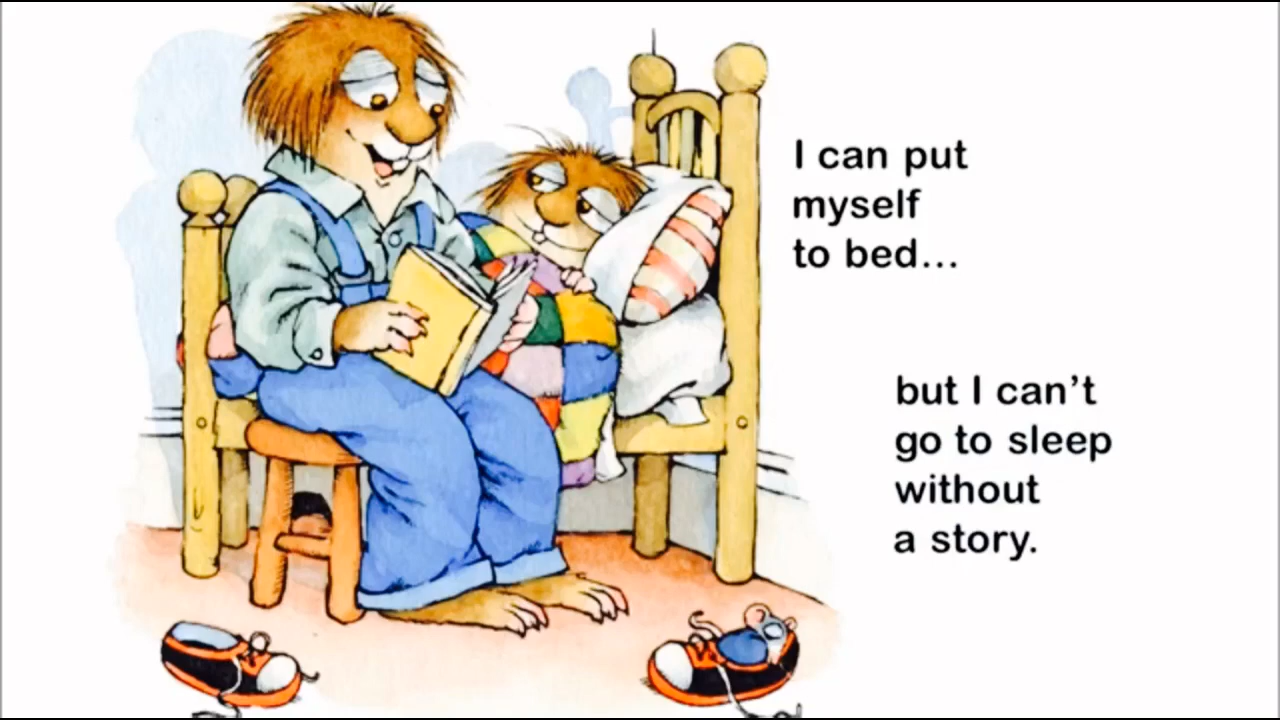 I can put
myself
to bed...
but I can't
go to sleep
without
a story.